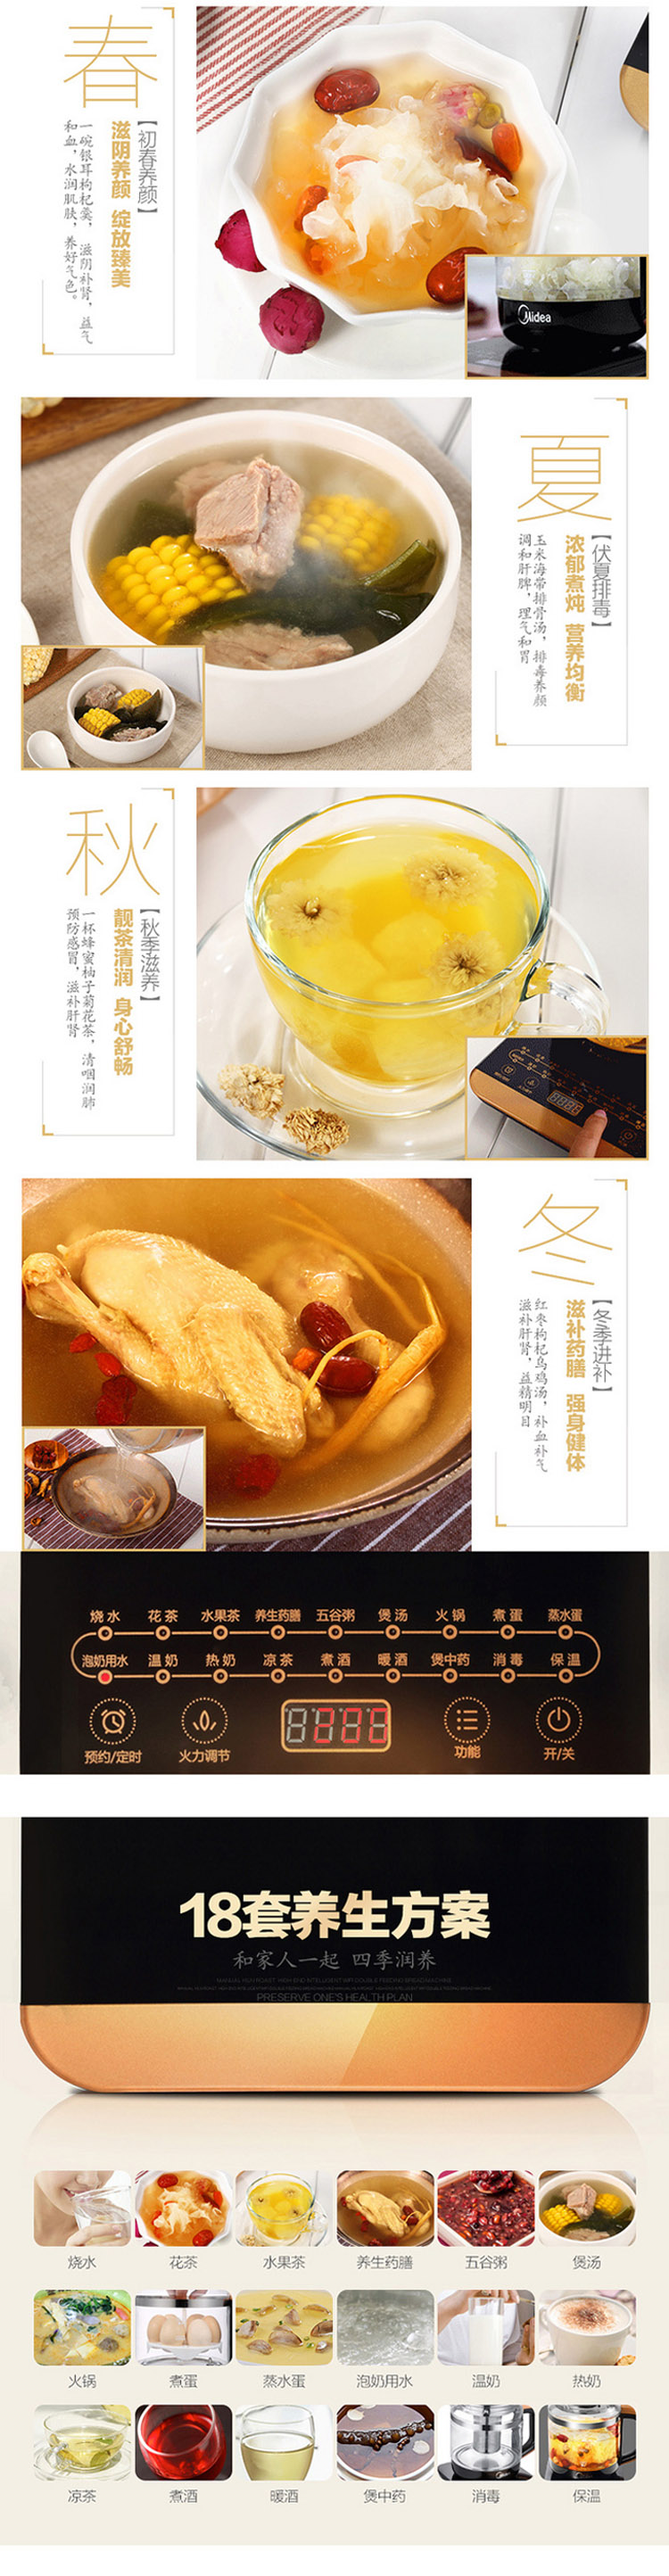 春
【初春养颜】
滋阴养颜 绽放臻美
一碗银耳枸杞羹，滋阴补肾，益气
和血，水润肌肤，养好气色。
Midea
夏
【伏夏排毒】
浓郁煮炖 营养均衡
玉米海带排骨汤，排毒养颜
调和肝脾，理气和胃
秋
【秋季滋养】
靓茶清润 身心舒畅
一杯蜂蜜柚子菊花茶，清咽润肺
预防感冒，滋补肝肾
冬
【冬季进补】
滋补药膳 强身健体
红枣枸杞乌鸡汤，补血补气
滋补肝肾，益精明目
烧水 花茶 水果茶 养生药膳 五谷粥 煲汤 火锅 煮蛋 蒸水蛋
泡奶用水 温奶 热奶 凉茶 煮酒 暖酒 煲中药 消毒 保温
预约/定时 火力调节 功能 开/关
18套养生方案
和家人一起 四季润养
PRESERVE ONE'S HEALTH PLAN
烧水 花茶 水果茶 养生药膳 五谷粥 煲汤
火锅 煮蛋 蒸水蛋 泡奶用水 温奶 热奶
凉茶 煮酒 暖酒 煲中药 消毒 保温